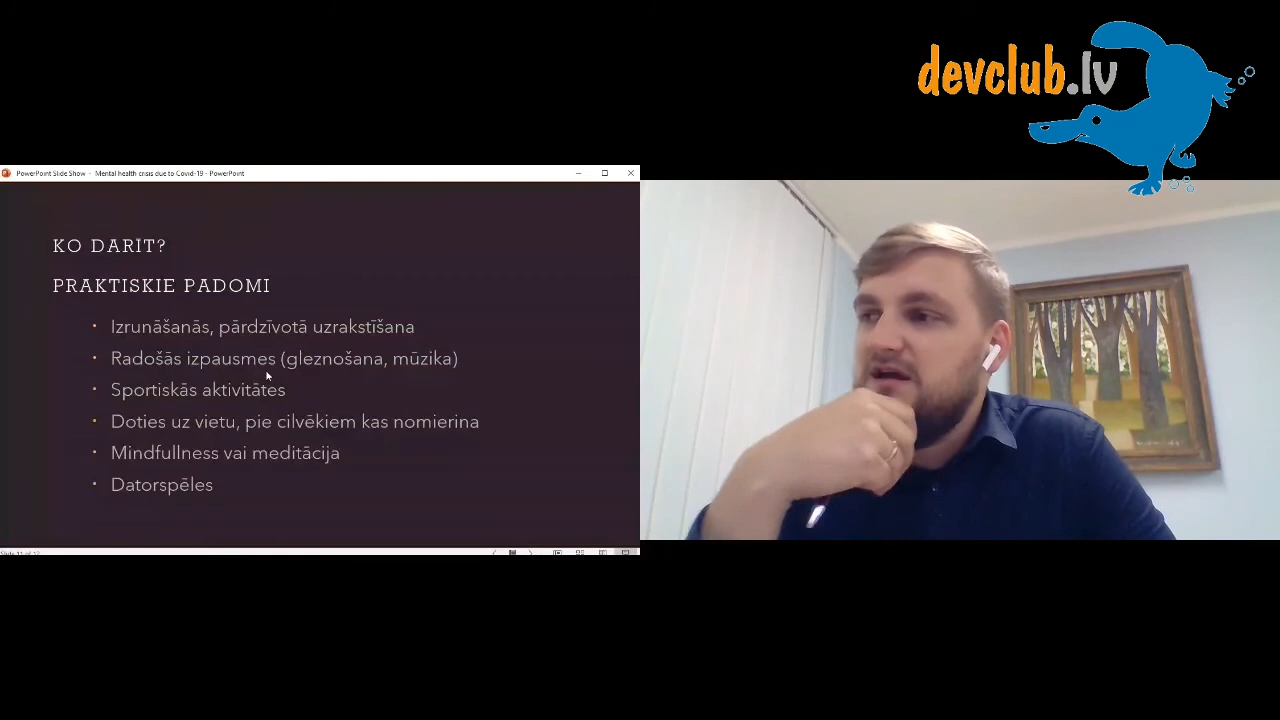 devclub.lv
PowerPoint Slide Show - Mental health crisis due to Covid-19 - PowerPoint
KO DARĪT?
PRAKTISKIE PADOMI
Izrunāšanās, pārdzīvotā uzrakstīšana
Radošās izpausmes (gleznošana, mūzika)
Sportiskās aktivitātes
Doties uz vietu, pie cilvēkiem kas nomierina
Mindfullness vai meditācija
Datorspēles